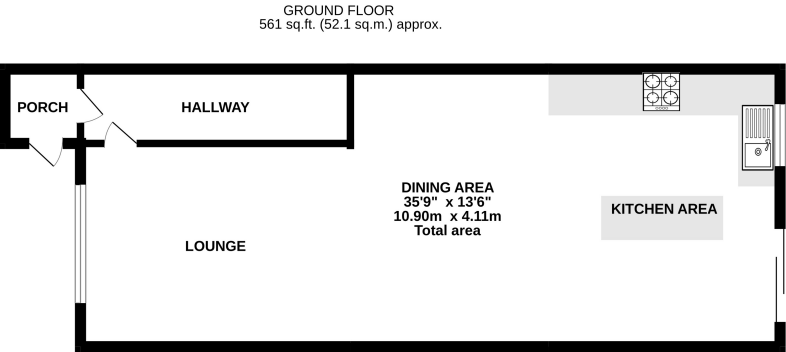 GROUND FLOOR
561 sq.ft. (52.1 sq.m.) approx.
PORCH
HALLWAY
DINING AREA
35'9" x 13'6"
10.90m x 4.11m
Total area
KITCHEN AREA
LOUNGE